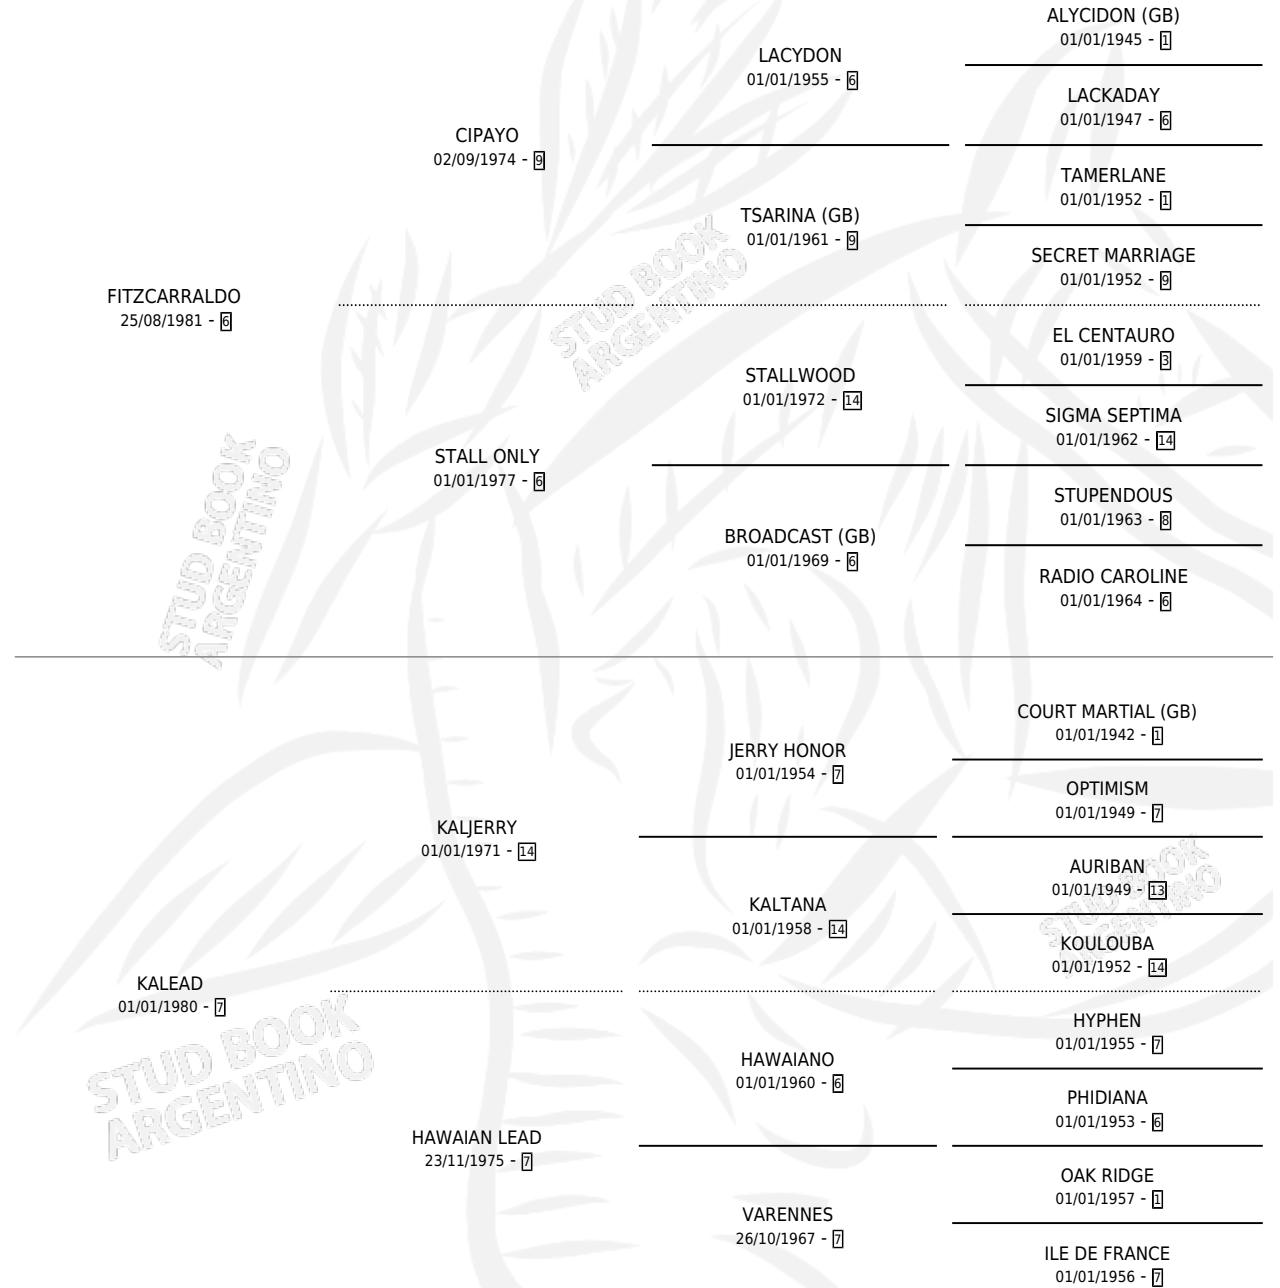 ALYCIDON (GB)
01/01/1945 - 1
LACYDON
01/01/1955 - 6
LACKADAY
01/01/1947 - 6
CIPAYO
02/09/1974 - 9
TAMERLANE
01/01/1952 - 1
TSARINA (GB)
01/01/1961 - 9
SECRET MARRIAGE
01/01/1952 - 9
FITZCARRALDO
25/08/1981 - 6
STUD BOOK
ARGENTINO
EL CENTAURO
01/01/1959 - 3
STALLWOOD
01/01/1972 - 14
SIGMA SEPTIMA
01/01/1962 - 14
STALL ONLY
01/01/1977 - 6
STUPENDOUS
01/01/1963 - 8
BROADCAST (GB)
01/01/1969 - 6
RADIO CAROLINE
01/01/1964 - 6
STUD BOOK
ARGENTINO
COURT MARTIAL (GB)
01/01/1942 - 1
JERRY HONOR
01/01/1954 - 7
OPTIMISM
01/01/1949 - 7
KALJERRY
01/01/1971 - 14
AURIBAN
01/01/1949 - 13
KALTANA
01/01/1958 - 14
KOULOUBA
01/01/1952 - 14
STUD BOOK
ARGENTINO
KALEAD
01/01/1980 - 7
HYPHEN
01/01/1955 - 7
HAWAIANO
01/01/1960 - 6
PHIDIANA
01/01/1953 - 6
STUD BOOK
ARGENTINO
HAWAIAN LEAD
23/11/1975 - 7
OAK RIDGE
01/01/1957 - 1
VARENNES
26/10/1967 - 7
ILE DE FRANCE
01/01/1956 - 7